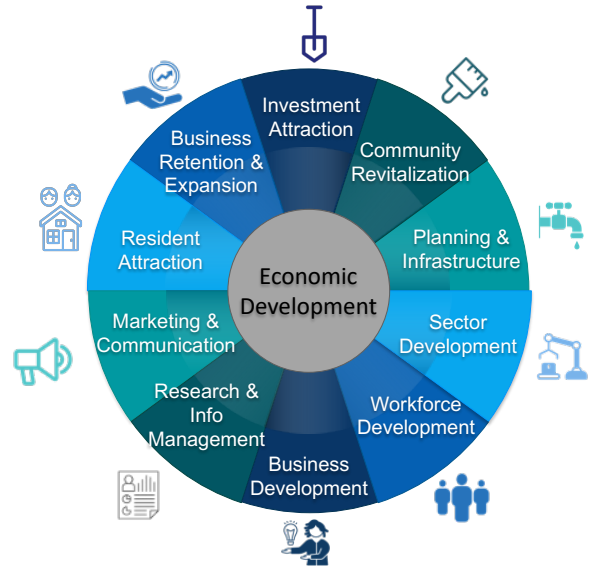 Investment
Attraction
Community
Revitalization
Planning &
Infrastructure
Sector
Development
Workforce
Development
Business
Development
Research &
Info
Management
Marketing &
Communication
Resident
Attraction
Business
Retention &
Expansion
Economic
Development